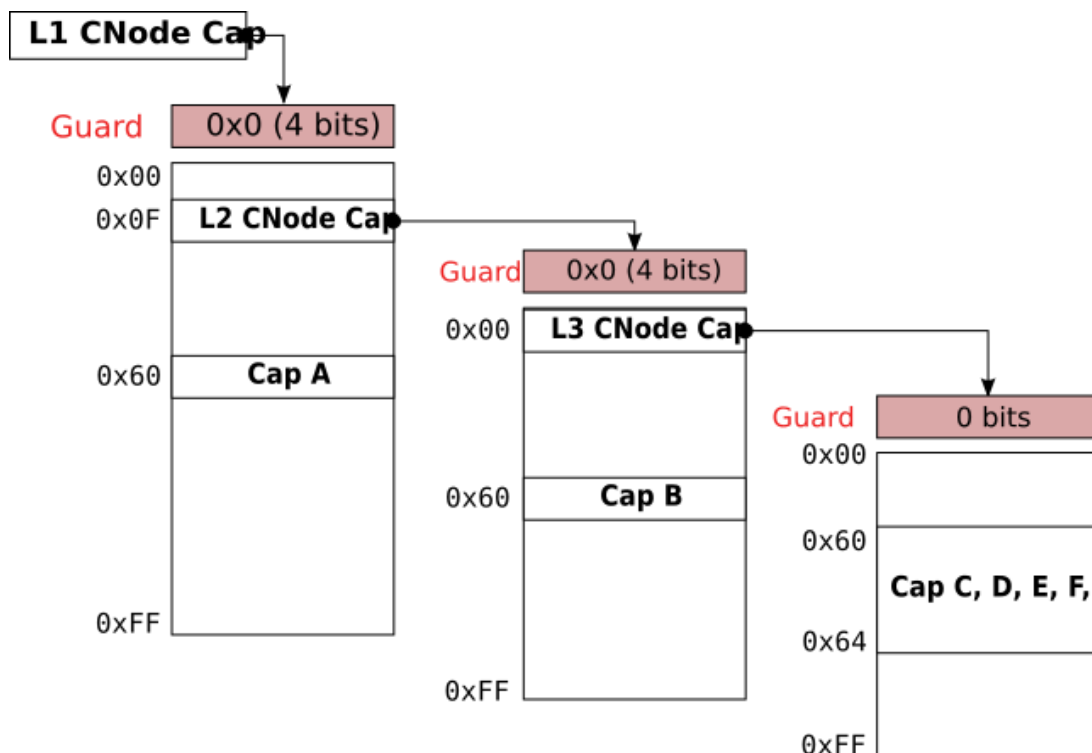 L1 CNode Cap
Guard 0x0 (4 bits)
0x00
0x0F L2 CNode Cap
0x60 Cap A
0xFF
Guard 0x0 (4 bits)
0x00 L3 CNode Cap
0x60 Cap B
0xFF
Guard 0 bits
0x00
0x60
Cap C, D, E, F,
0x64
0xFF